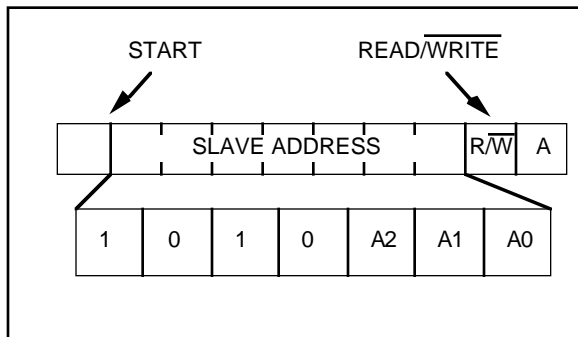 START READ/WRITE
SLAVE ADDRESS R/W A
1 0 1 0 A2 A1 A0